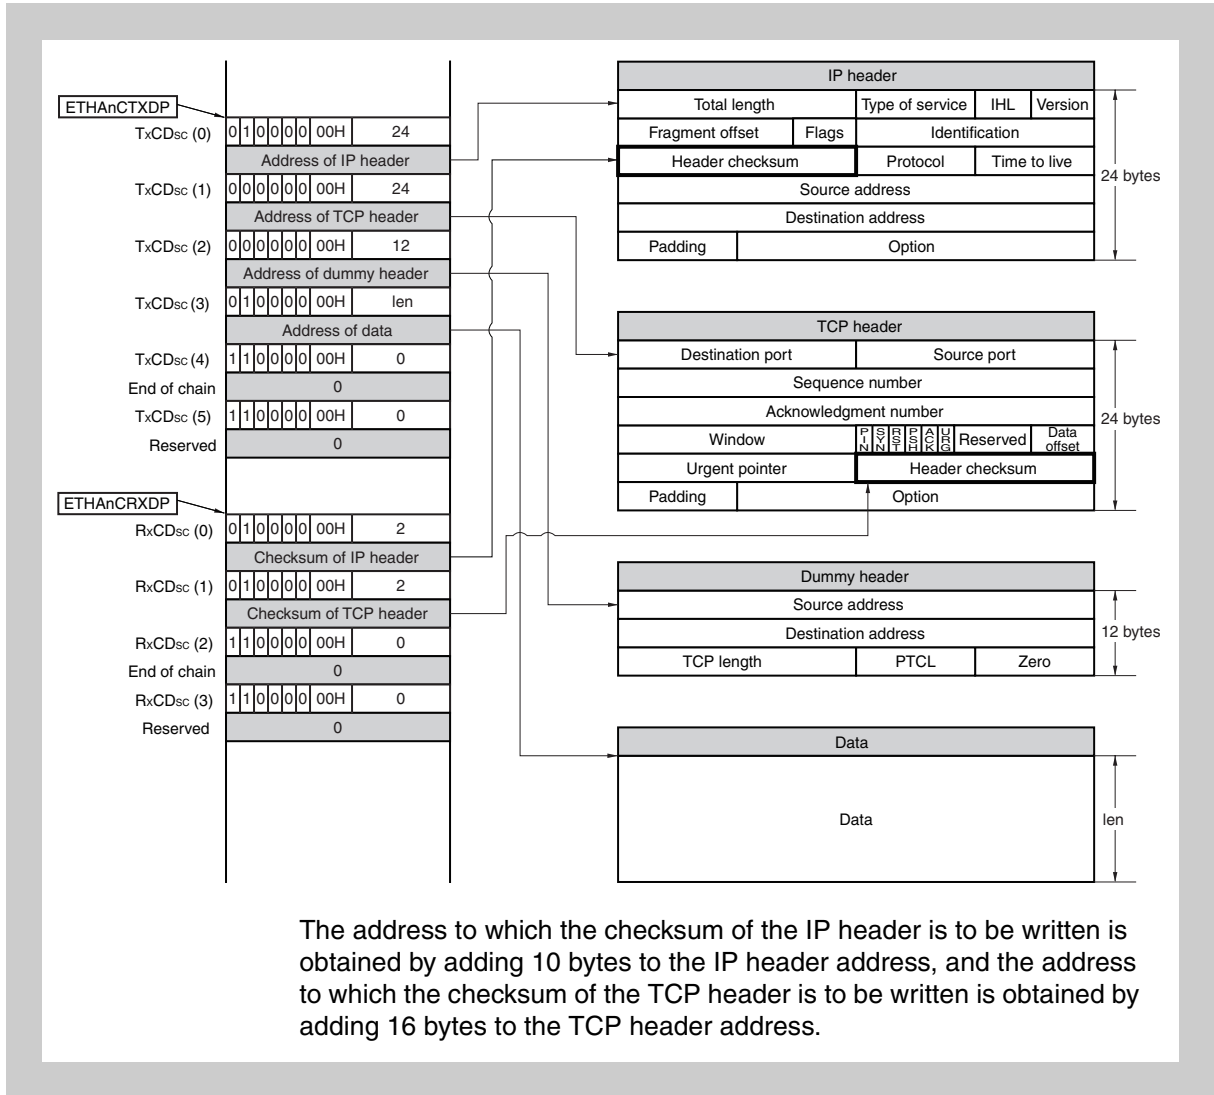 ETHAnCTXDP
TxCDSC (0) 0 1 0 0 0 0 00H 24
Address of IP header
TxCDSC (1) 0 0 0 0 0 0 00H 24
Address of TCP header
TxCDSC (2) 0 0 0 0 0 0 00H 12
Address of dummy header
TxCDSC (3) 0 1 0 0 0 0 00H len
Address of data
TxCDSC (4) 1 1 0 0 0 0 00H 0
End of chain 0
TxCDSC (5) 1 1 0 0 0 0 00H 0
Reserved 0
ETHAnCRXDP
RxCDSC (0) 0 1 0 0 0 0 00H 2
Checksum of IP header
RxCDSC (1) 0 1 0 0 0 0 00H 2
Checksum of TCP header
RxCDSC (2) 1 1 0 0 0 0 00H 0
End of chain 0
RxCDSC (3) 1 1 0 0 0 0 00H 0
Reserved 0
IP header
Total length Type of service IHL Version
Fragment offset Flags Identification
Header checksum Protocol Time to live
Source address
Destination address
Padding Option
24 bytes
TCP header
Destination port Source port
Sequence number
Acknowledgment number
Window PIN SYN RST PSH ACK URG Reserved Data offset
Urgent pointer Header checksum
Padding Option
24 bytes
Dummy header
Source address
Destination address
TCP length PTCL Zero
12 bytes
Data
Data
len
The address to which the checksum of the IP header is to be written is
obtained by adding 10 bytes to the IP header address, and the address
to which the checksum of the TCP header is to be written is obtained by
adding 16 bytes to the TCP header address.